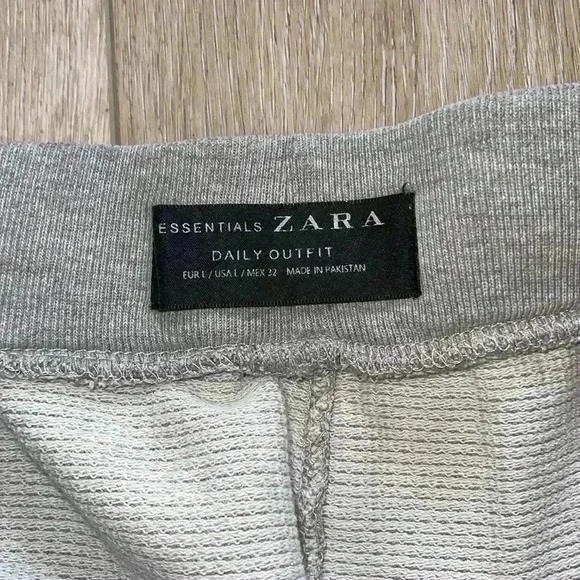 ESSENTIALS ZARA
DAILY OUTFIT
EUR L / USA L / MEX 32 MADE IN PAKISTAN